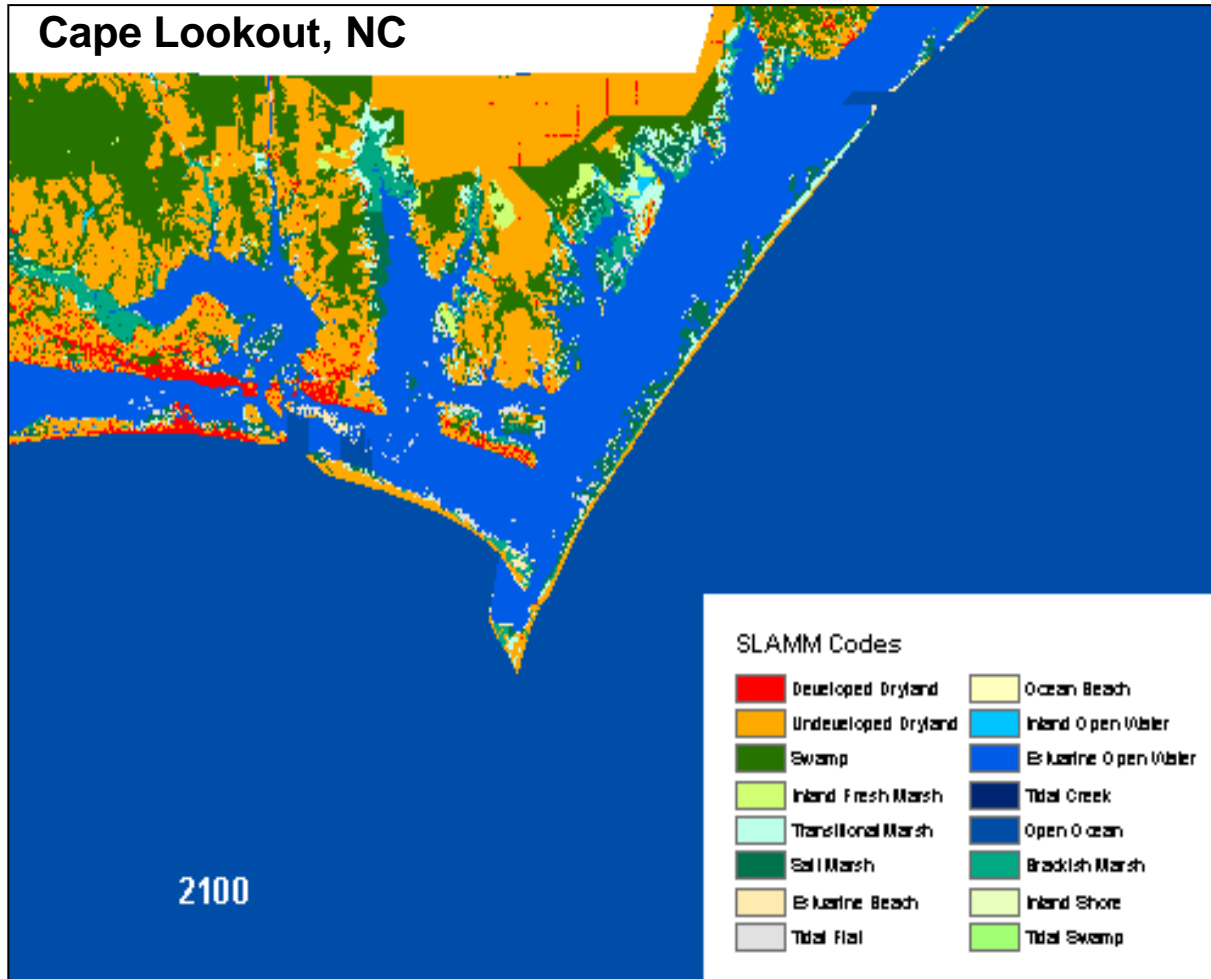 Cape Lookout, NC
SLAMM Codes
Developed Dryland
Undeveloped Dryland
Swamp
Inland Fresh Marsh
Transitional Marsh
Salt Marsh
Estuarine Beach
Tidal Flat
Ocean Beach
Inland Open Water
Estuarine Open Water
Tidal Creek
Open Ocean
Brackish Marsh
Inland Shore
Tidal Swamp
2100